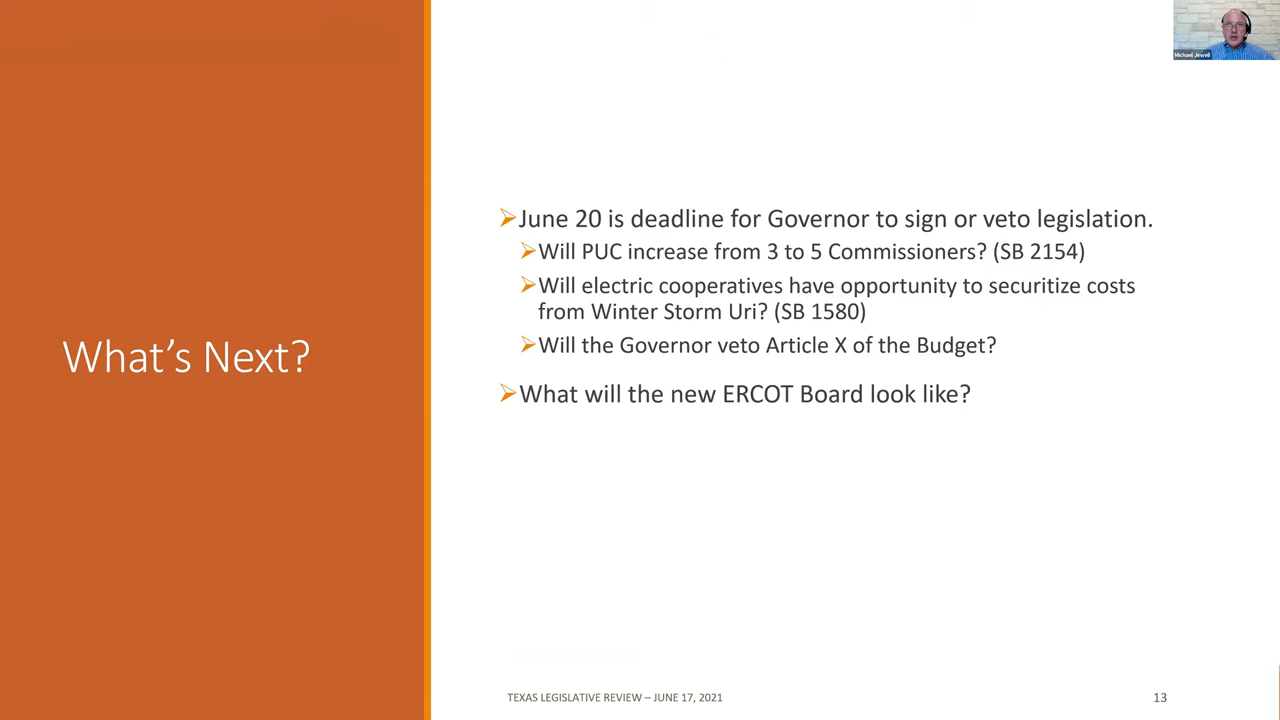 Michael Jewell
What's Next?
➢June 20 is deadline for Governor to sign or veto legislation.
➢Will PUC increase from 3 to 5 Commissioners? (SB 2154)
➢Will electric cooperatives have opportunity to securitize costs
from Winter Storm Uri? (SB 1580)
➢Will the Governor veto Article X of the Budget?
➢What will the new ERCOT Board look like?
TEXAS LEGISLATIVE REVIEW – JUNE 17, 2021
13